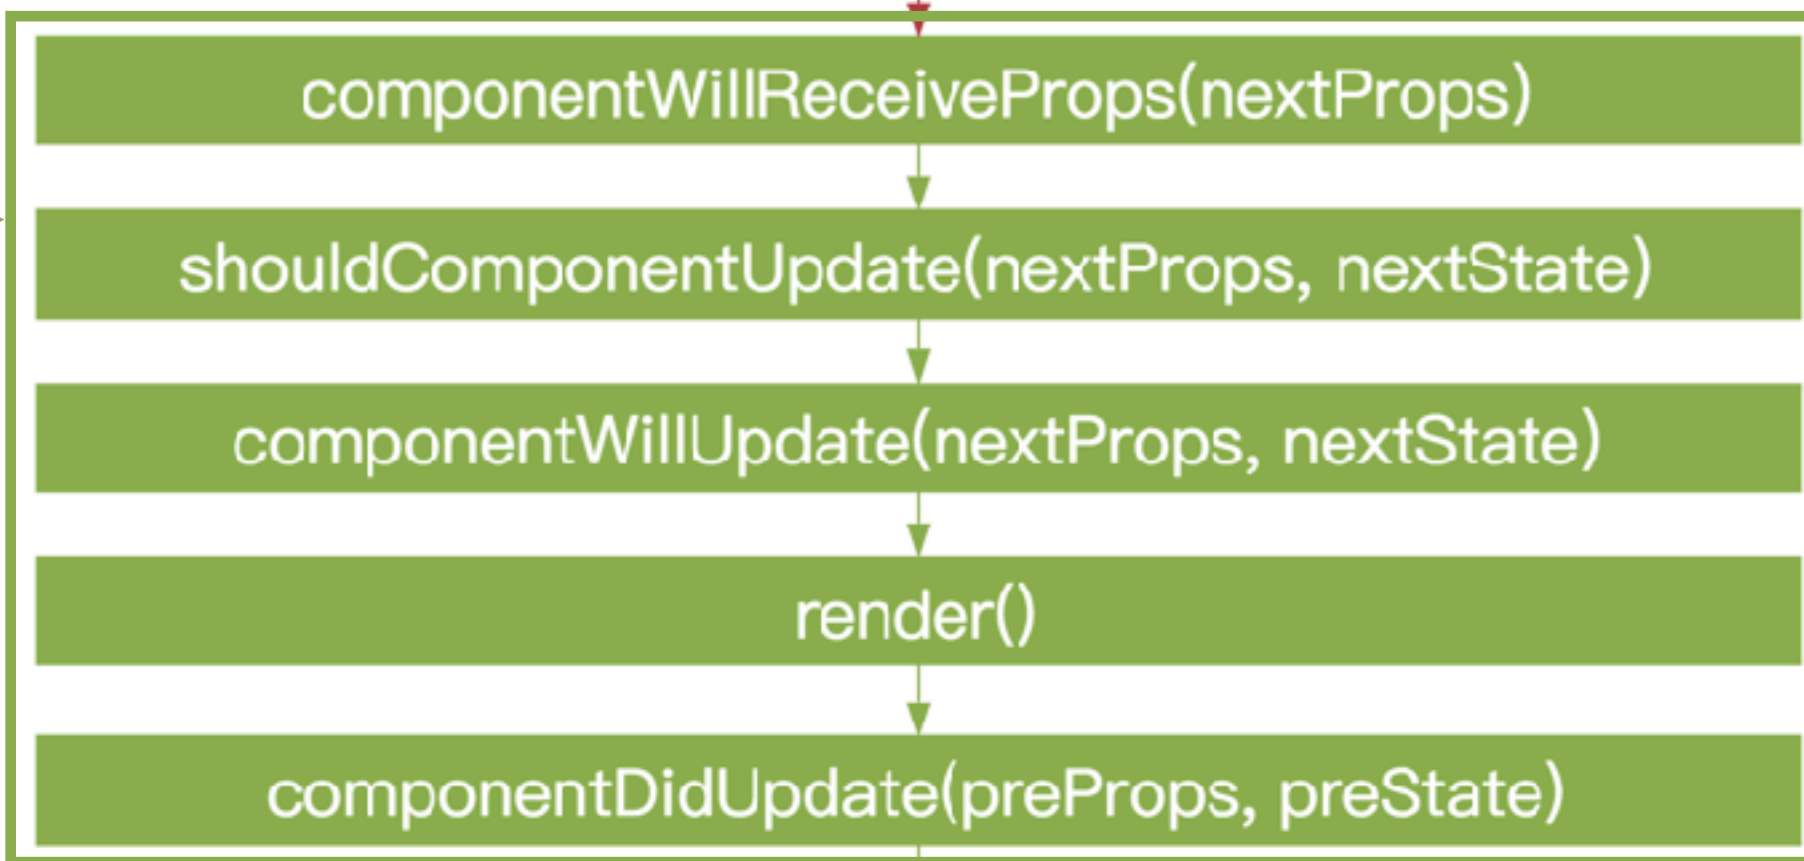 componentWillReceiveProps(nextProps)
shouldComponentUpdate(nextProps, nextState)
componentWillUpdate(nextProps, nextState)
render()
componentDidUpdate(preProps, preState)